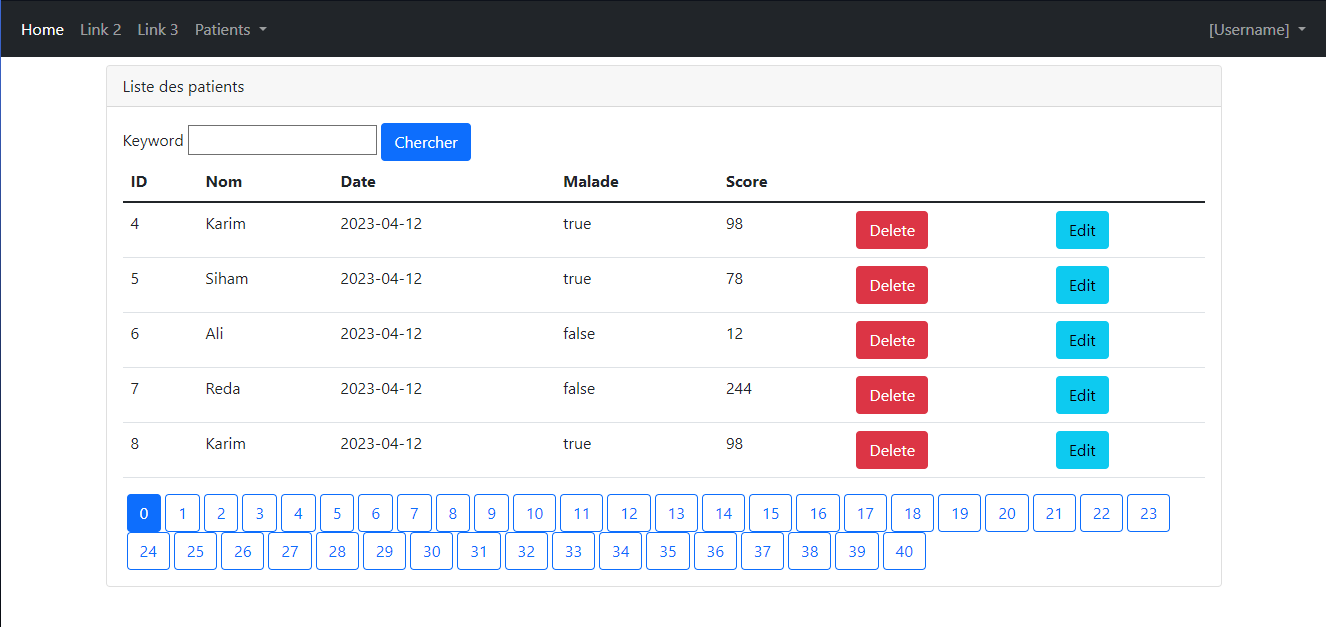 Home Link 2 Link 3 Patients [Username]
Liste des patients
Keyword Chercher
ID Nom Date Malade Score
4 Karim 2023-04-12 true 98 Delete Edit
5 Siham 2023-04-12 true 78 Delete Edit
6 Ali 2023-04-12 false 12 Delete Edit
7 Reda 2023-04-12 false 244 Delete Edit
8 Karim 2023-04-12 true 98 Delete Edit
0 1 2 3 4 5 6 7 8 9 10 11 12 13 14 15 16 17 18 19 20 21 22 23
24 25 26 27 28 29 30 31 32 33 34 35 36 37 38 39 40